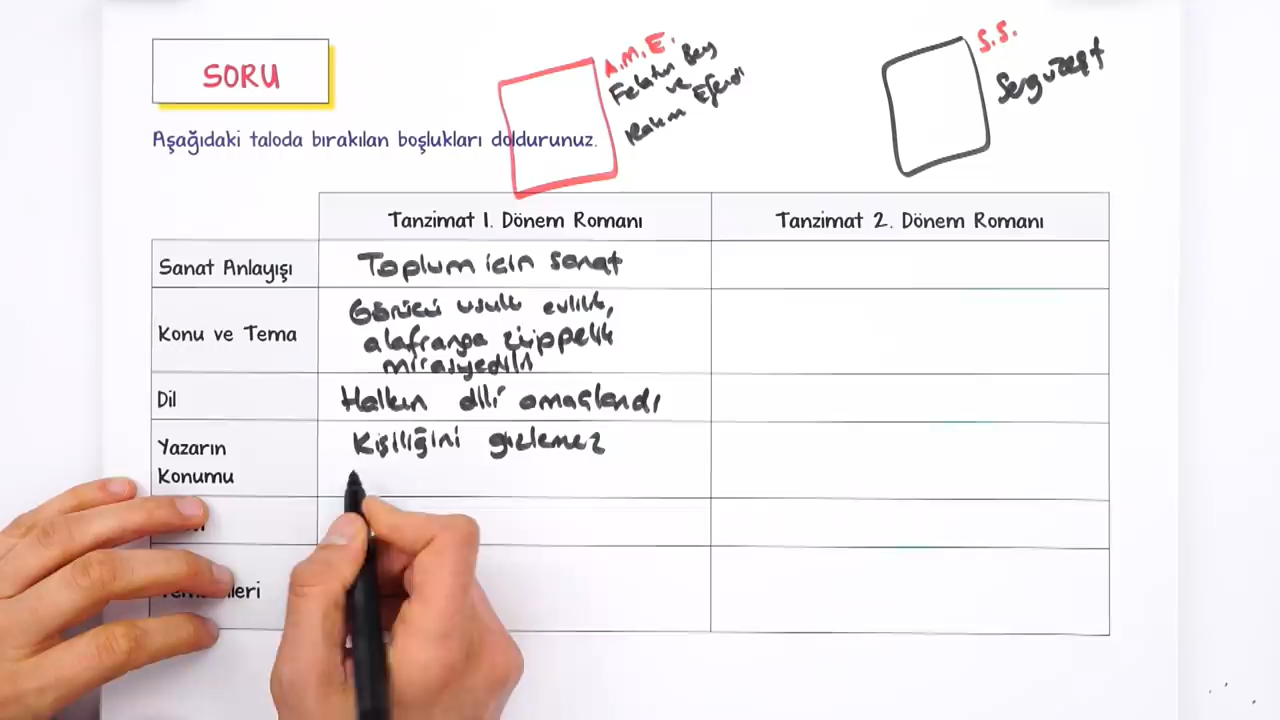 SORU
A.M.E.
Felatun Bey
ve
Rakım Efendi
S.S.
Sergüzeşt
Aşağıdaki taloda bırakılan boşlukları doldurunuz.
Tanzimat 1. Dönem Romanı
Tanzimat 2. Dönem Romanı
Sanat Anlayışı
Toplum için sanat
Konu ve Tema
Görücü usulü evlilik,
alafranga züppelik
mirasyedilik
Dil
Halkın dili amaçlandı
Yazarın
Konumu
Kişiliğini gizlemez